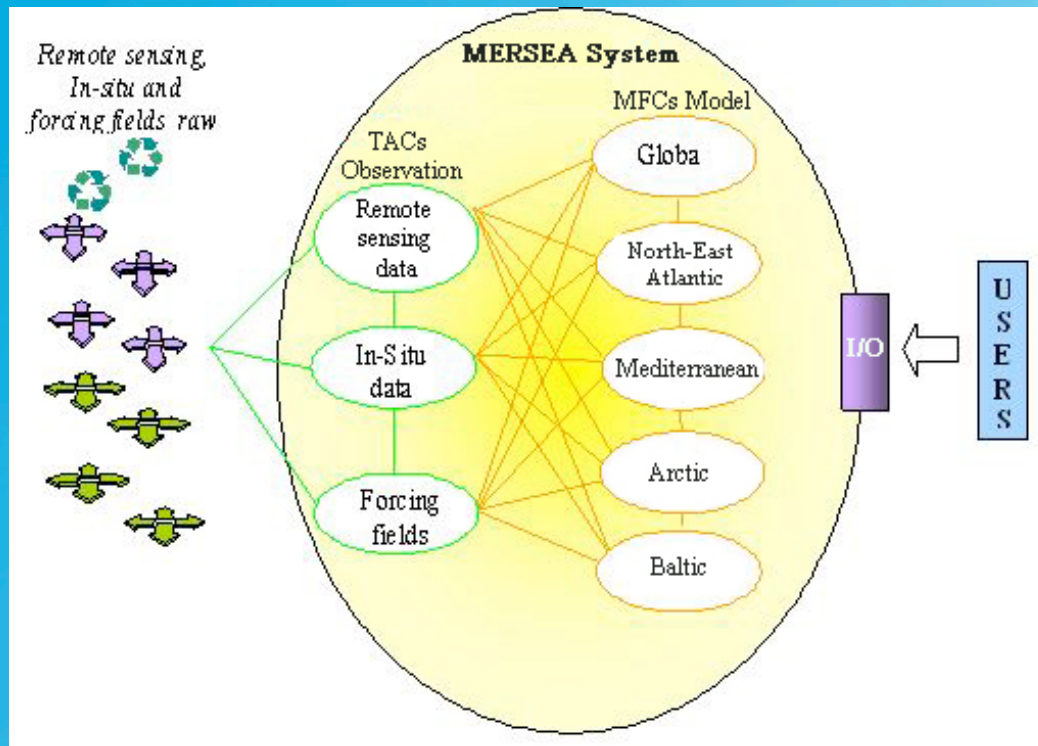 Remote sensing,
In-situ and
forcing fields raw
MERSEA System
TACs
Observation
Remote
sensing
data
In-Situ
data
Forcing
fields
MFCs Model
Globa
North-East
Atlantic
Mediterranean
Arctic
Baltic
I/O
U
S
E
R
S